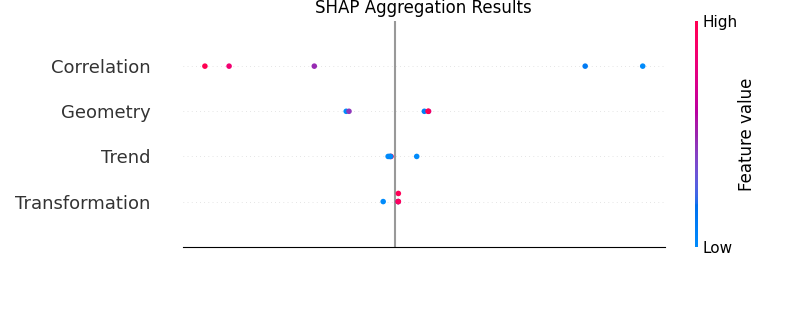 SHAP Aggregation Results
High
Correlation
Geometry
Trend
Transformation
Feature value
Low